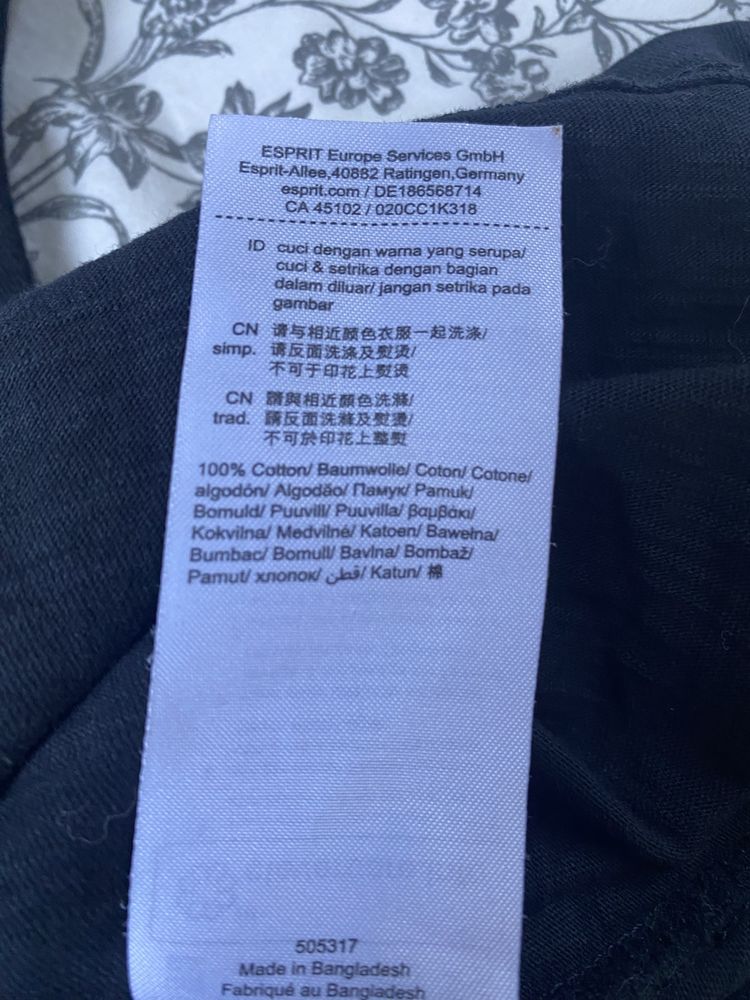 ESPRIT Europe Services GmbH
Esprit-Allee,40882 Ratingen,Germany
esprit.com / DE186568714
CA 45102 / 020CC1K318
ID cuci dengan warna yang serupa/
cuci & setrika dengan bagian
dalam diluar/ jangan setrika pada
gambar
CN 请与相近颜色衣服一起洗涤/
simp. 请反面洗涤及熨烫/
不可于印花上熨烫
CN 請與相近顏色洗滌/
trad. 請反面洗滌及熨燙/
不可於印花上整熨
100% Cotton/ Baumwolle/ Coton/ Cotone/
algodón/ Algodão/ Памук/ Pamuk/
Bomuld/ Puuvill/ Puuvilla/ βαμβάκι/
Kokvilna/ Medvilnė/ Katoen/ Bawełna/
Bumbac/ Bomull/ Bavlna/ Bombaž/
Pamut/ хлопок/ قطن/ Katun/ 棉
505317
Made in Bangladesh
Fabriqué au Bangladesh